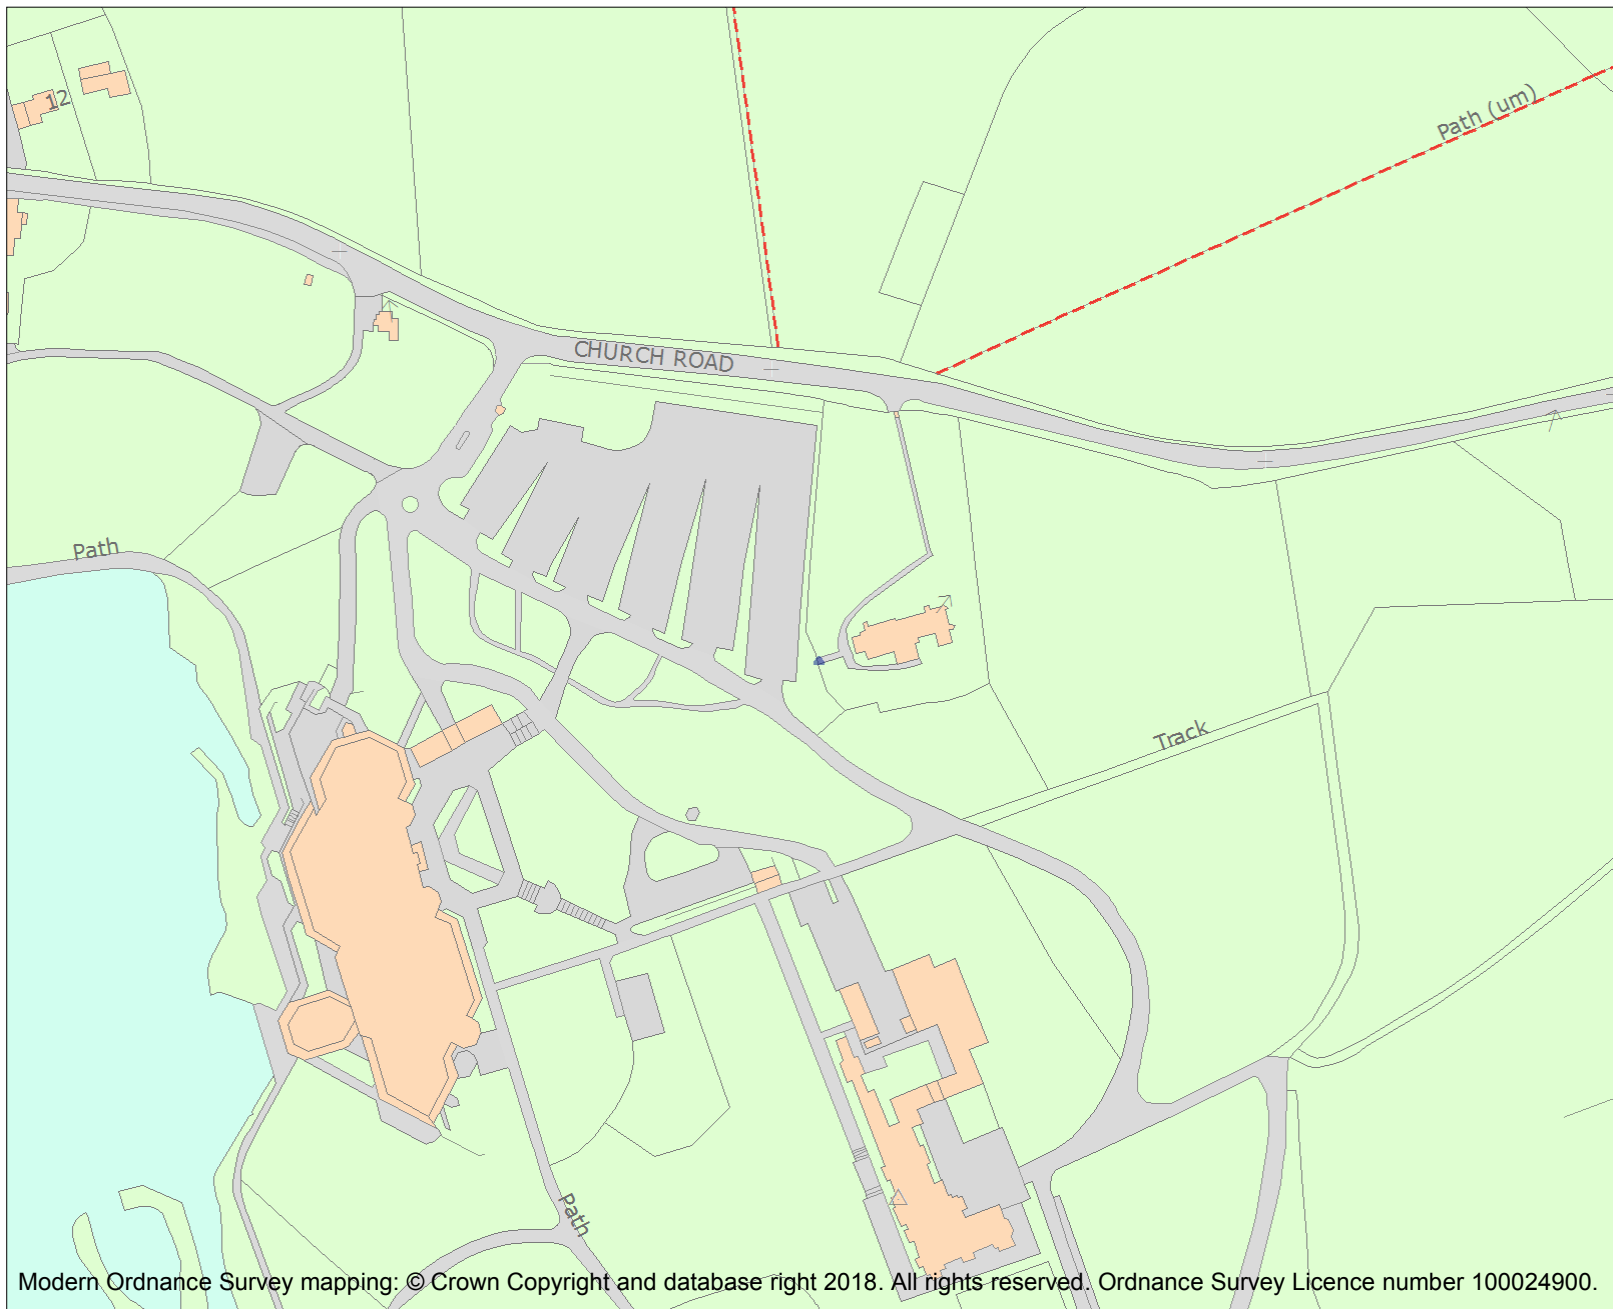 12
Path (um)
CHURCH ROAD
Path
Track
Path
Modern Ordnance Survey mapping: © Crown Copyright and database right 2018. All rights reserved. Ordnance Survey Licence number 100024900.